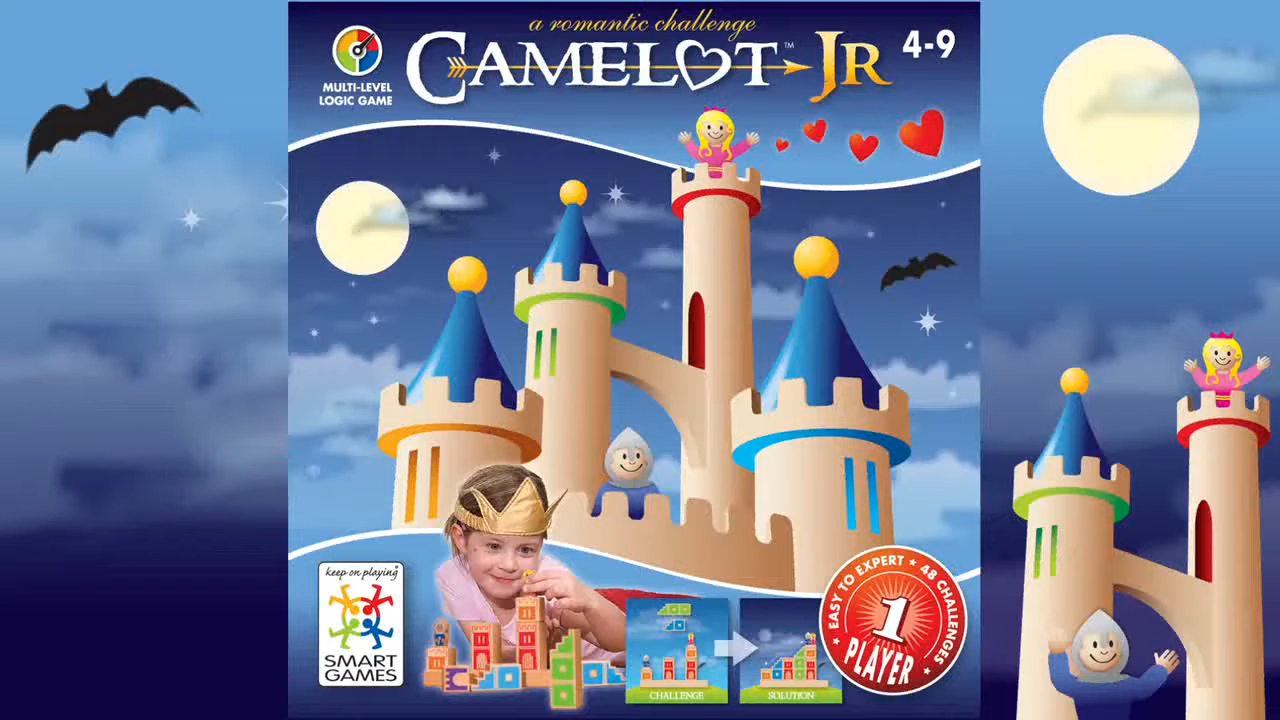 a romantic challenge
CAMELOT™ JR
4-9
MULTI-LEVEL
LOGIC GAME
keep on playing®
SMART
GAMES
CHALLENGE
SOLUTION
EASY TO EXPERT ★ 48 CHALLENGES ★
1
PLAYER